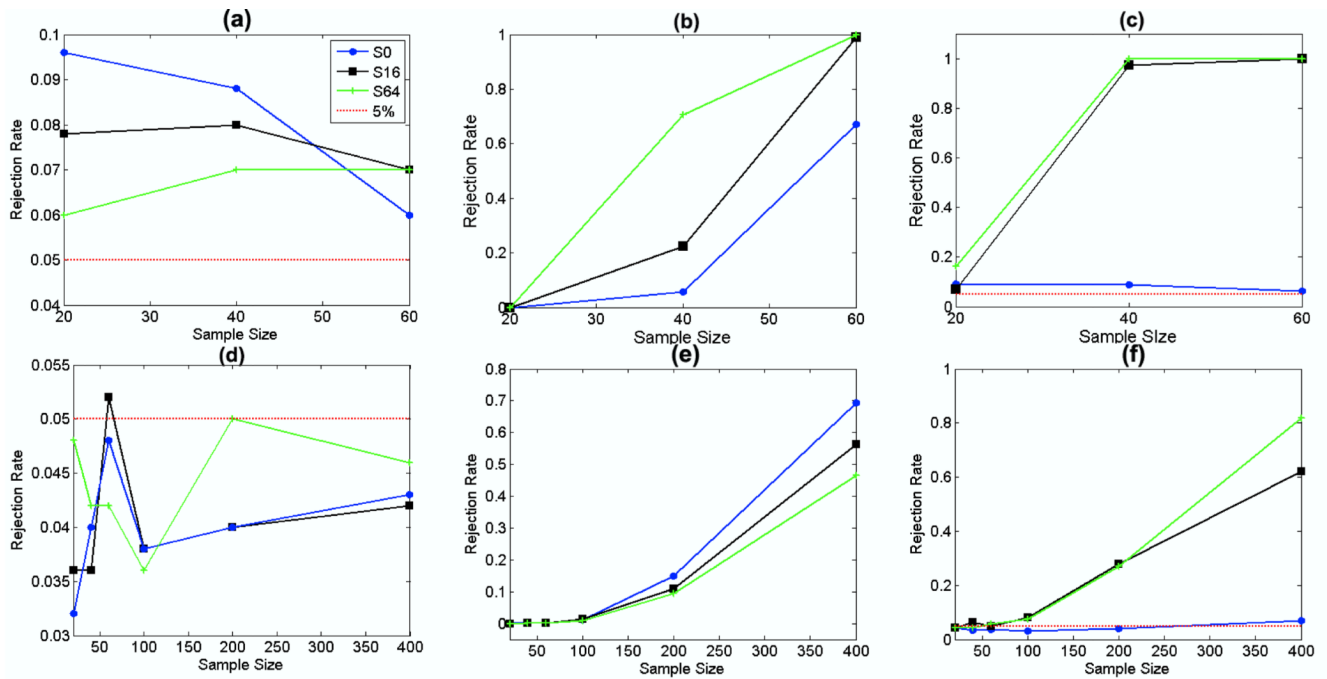 (a)
0.1
0.09
0.08
0.07
0.06
0.05
0.04
Rejection Rate
20 30 40 50 60
Sample Size
S0
S16
S64
5%
(b)
1
0.8
0.6
0.4
0.2
0
Rejection Rate
20 30 40 50 60
Sample Size
(c)
1
0.8
0.6
0.4
0.2
0
Rejection Rate
20 40 60
Sample SIze
(d)
0.055
0.05
0.045
0.04
0.035
0.03
Rejection Rate
50 100 150 200 250 300 350 400
Sample Size
(e)
0.8
0.7
0.6
0.5
0.4
0.3
0.2
0.1
0
Rejection Rate
50 100 150 200 250 300 350 400
Sample Size
(f)
1
0.8
0.6
0.4
0.2
0
Rejection Rate
50 100 150 200 250 300 350 400
Sample Size